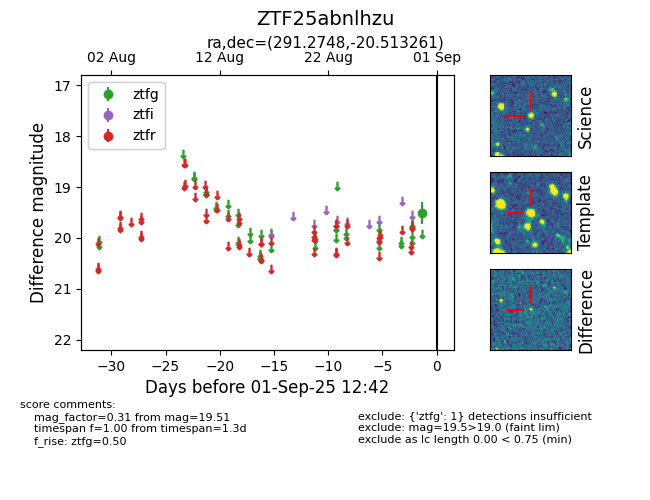 ZTF25abnlhzu
ra,dec=(291.2748,-20.513261)
02 Aug 12 Aug 22 Aug 01 Sep
ztfg
ztfi
ztfr
17
18
19
20
21
22
Difference magnitude
−30 −25 −20 −15 −10 −5 0
Days before 01-Sep-25 12:42
Science
Template
Difference
score comments:
mag_factor=0.31 from mag=19.51
timespan f=1.00 from timespan=1.3d
f_rise: ztfg=0.50
exclude: {'ztfg': 1} detections insufficient
exclude: mag=19.5>19.0 (faint lim)
exclude as lc length 0.00 < 0.75 (min)